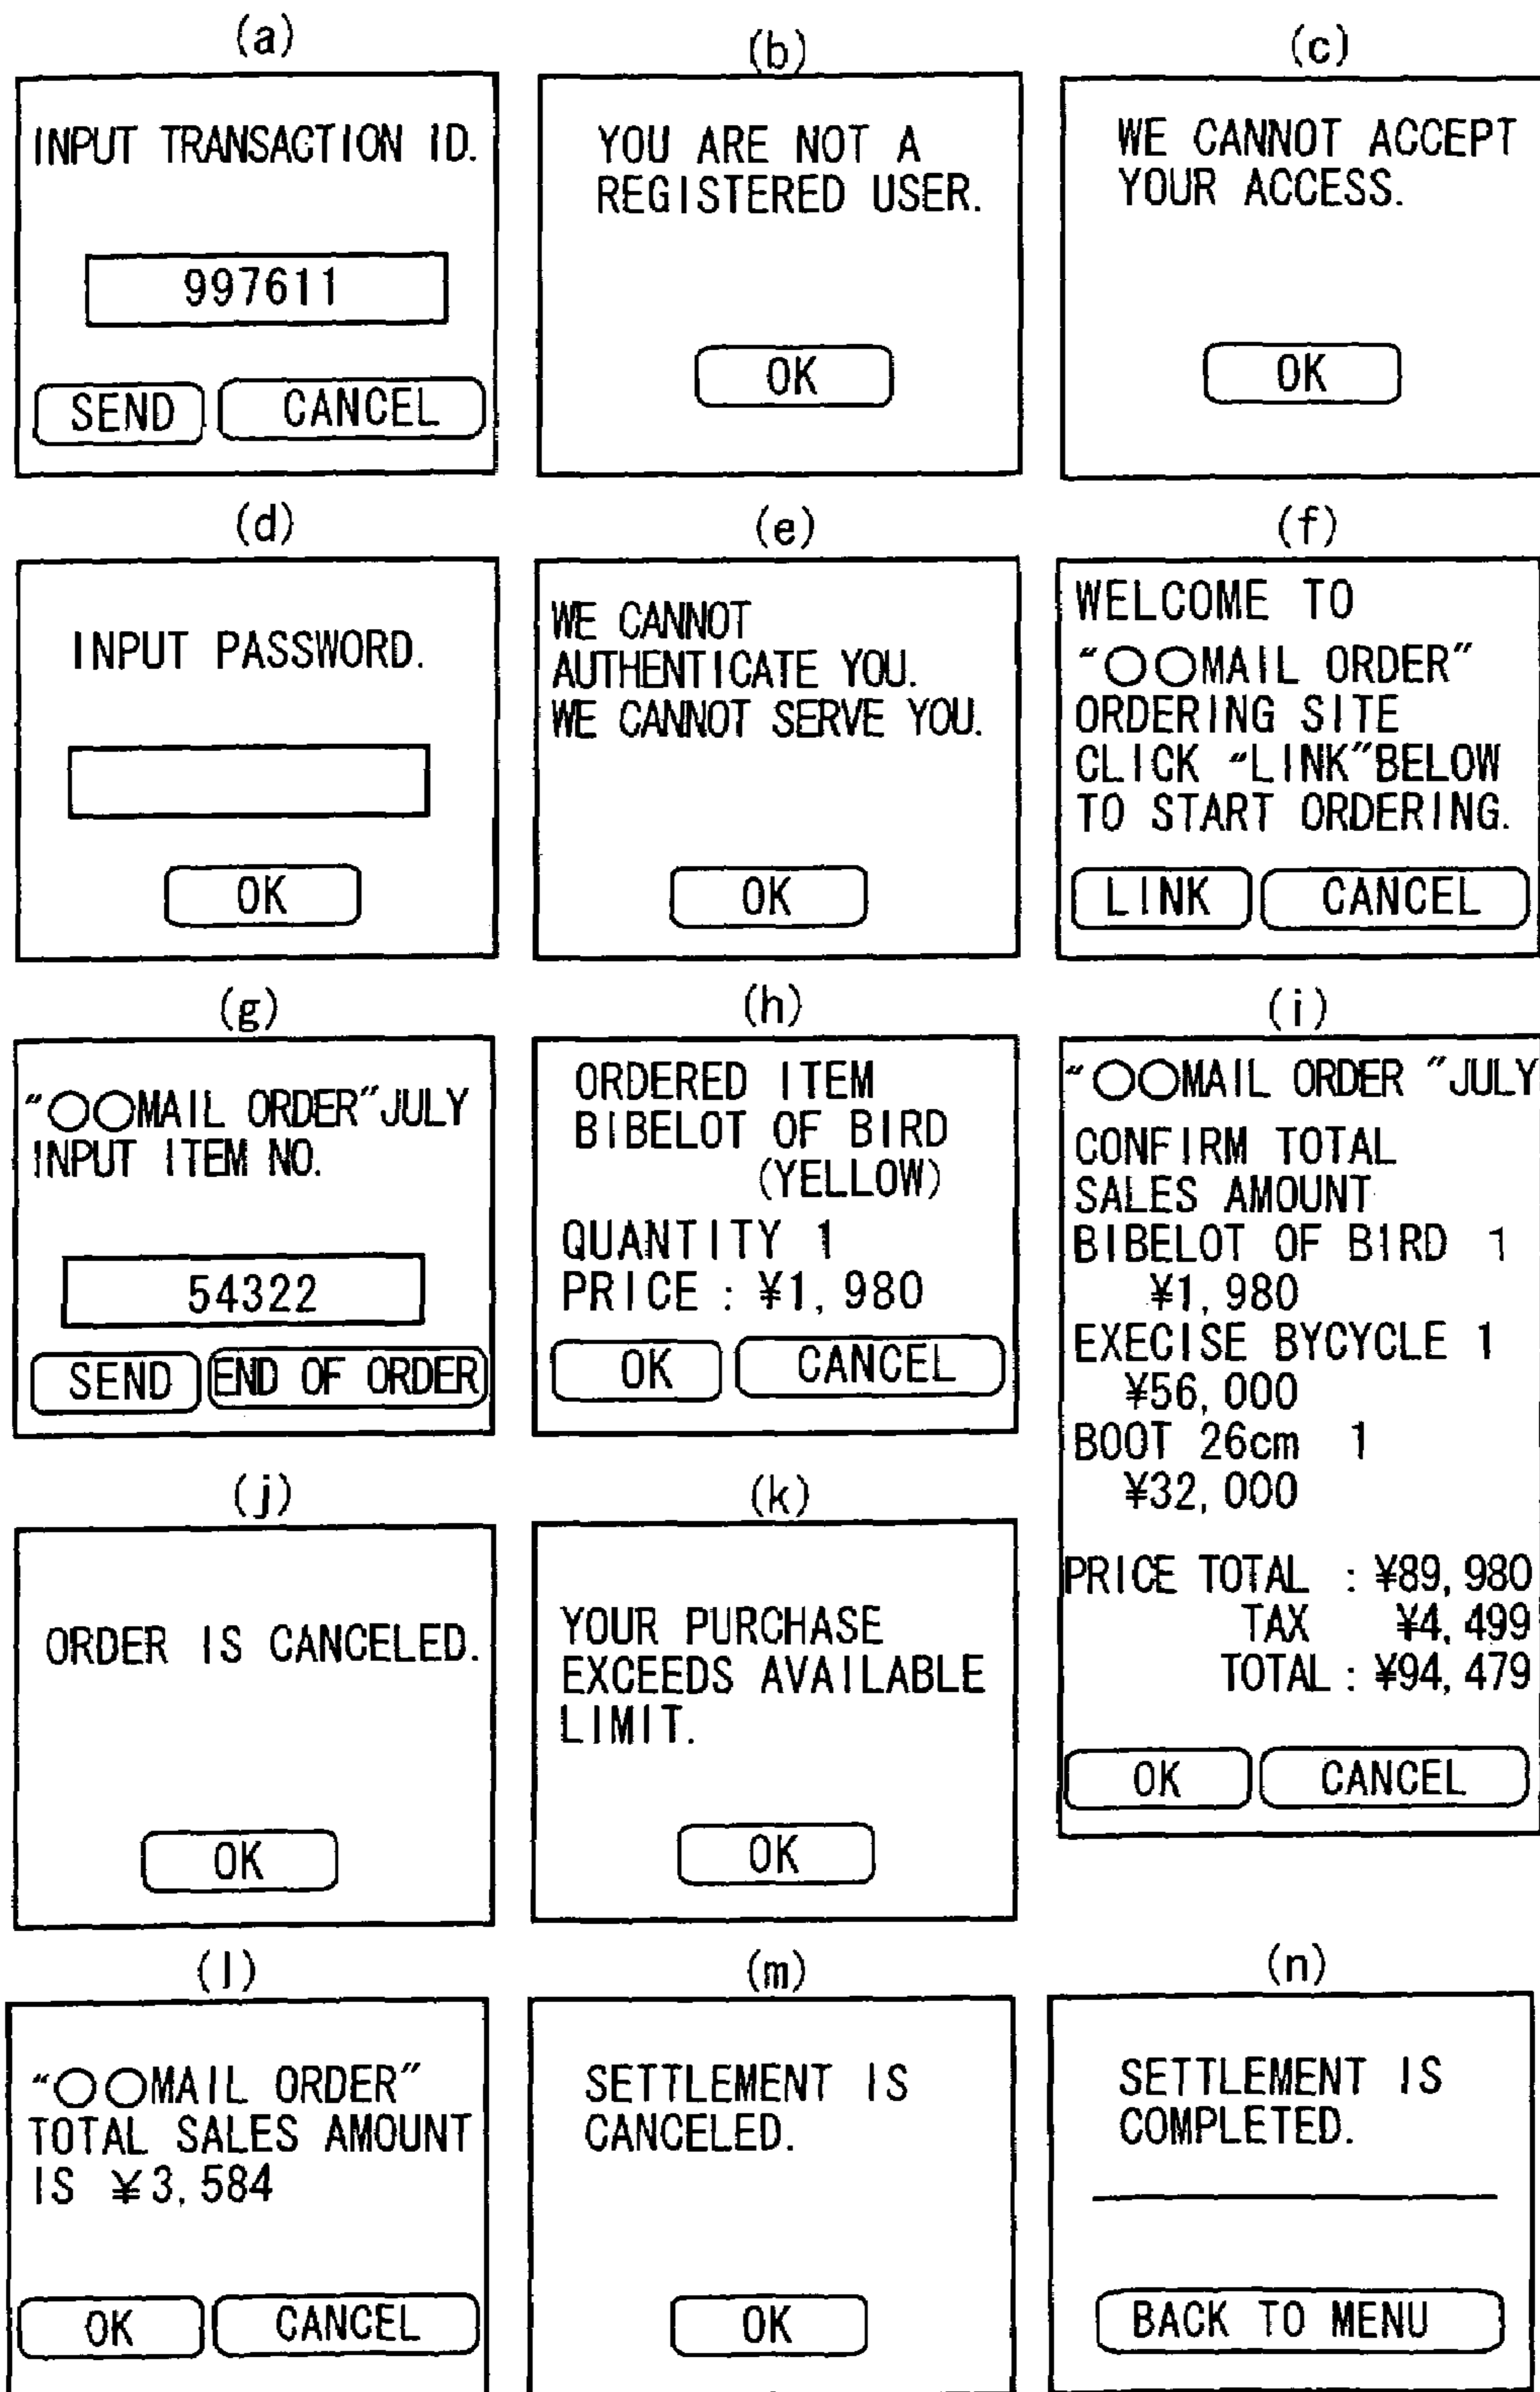 (a)
INPUT TRANSACTION ID.
997611
SEND CANCEL
(b)
YOU ARE NOT A
REGISTERED USER.
OK
(c)
WE CANNOT ACCEPT
YOUR ACCESS.
OK
(d)
INPUT PASSWORD.
OK
(e)
WE CANNOT
AUTHENTICATE YOU.
WE CANNOT SERVE YOU.
OK
(f)
WELCOME TO
“○○MAIL ORDER”
ORDERING SITE
CLICK “LINK”BELOW
TO START ORDERING.
LINK CANCEL
(g)
“○○MAIL ORDER”JULY
INPUT ITEM NO.
54322
SEND END OF ORDER
(h)
ORDERED ITEM
BIBELOT OF BIRD
(YELLOW)
QUANTITY 1
PRICE : ¥1, 980
OK CANCEL
(i)
“○○MAIL ORDER ”JULY
CONFIRM TOTAL
SALES AMOUNT
BIBELOT OF BIRD 1
¥1, 980
EXECISE BYCYCLE 1
¥56, 000
BOOT 26cm 1
¥32, 000
PRICE TOTAL : ¥89, 980
TAX ¥4, 499
TOTAL : ¥94, 479
OK CANCEL
(j)
ORDER IS CANCELED.
OK
(k)
YOUR PURCHASE
EXCEEDS AVAILABLE
LIMIT.
OK
(l)
“○○MAIL ORDER”
TOTAL SALES AMOUNT
IS ¥3, 584
OK CANCEL
(m)
SETTLEMENT IS
CANCELED.
OK
(n)
SETTLEMENT IS
COMPLETED.
BACK TO MENU